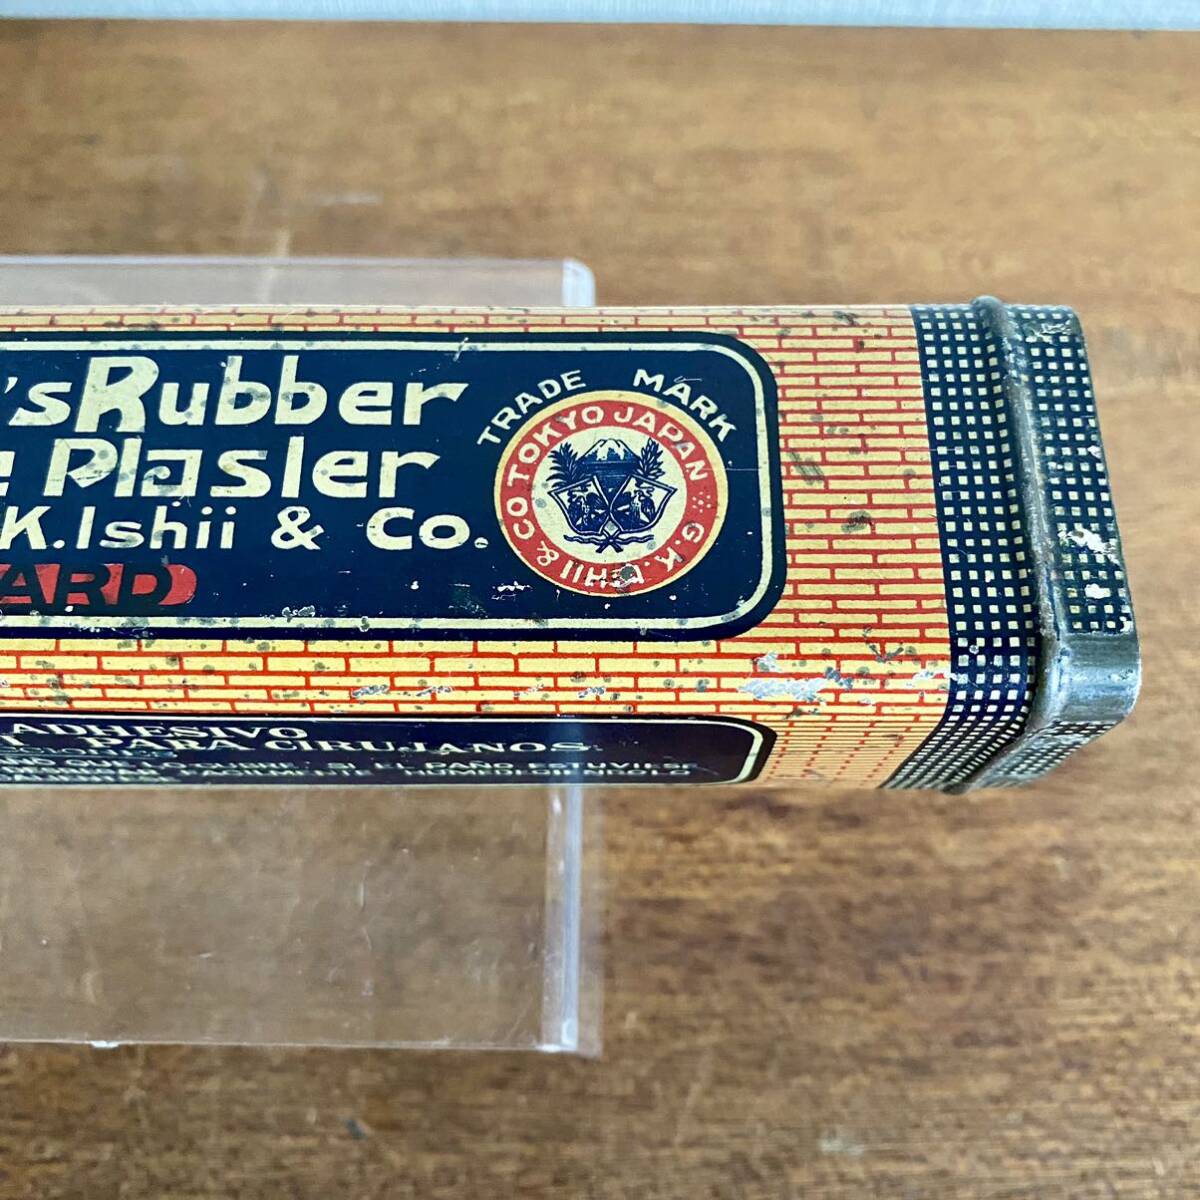 'sRubber
Plasler
K.Ishii & Co.
ARD
TRADE MARK
TOKYO JAPAN
G.K.ISHII & CO
ADHESIVO
PARA CIRUJANOS.